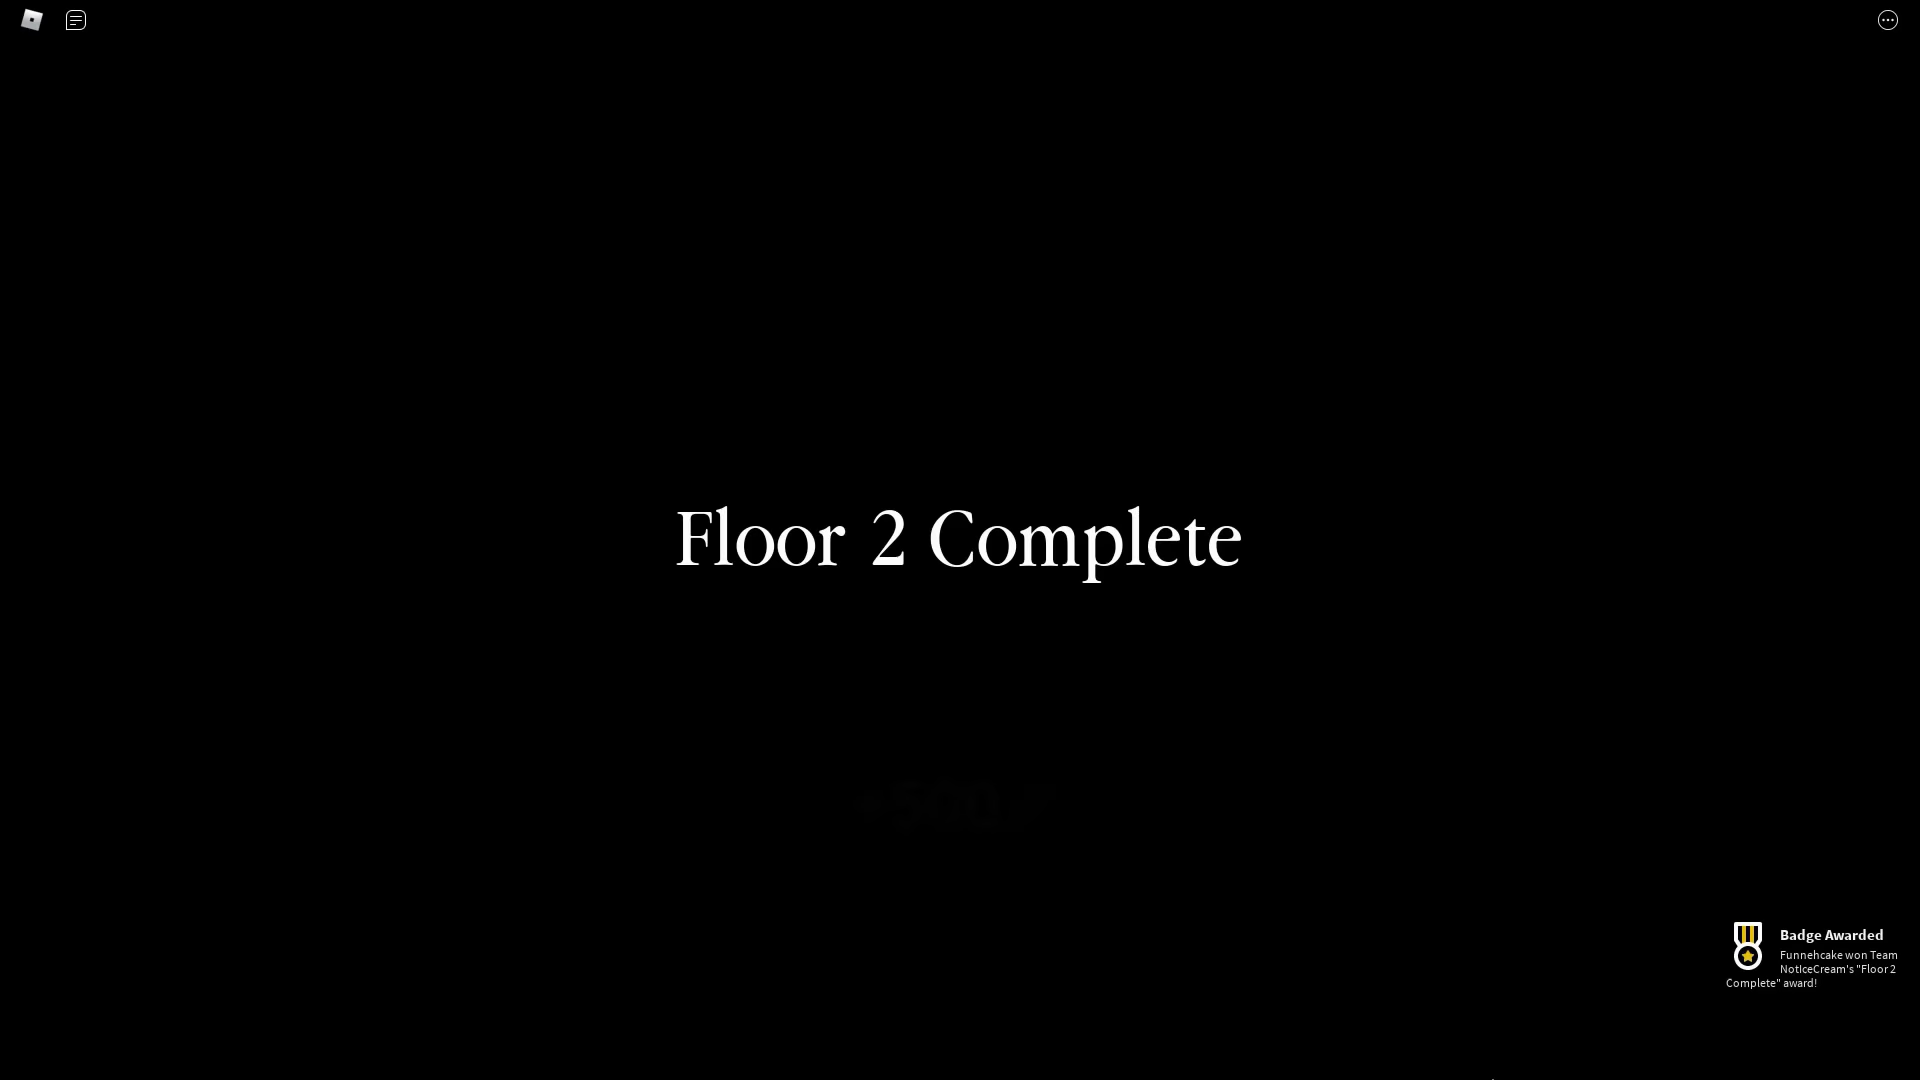 Floor 2 Complete
Badge Awarded
Funnehcake won Team
NotIceCream's "Floor 2
Complete" award!